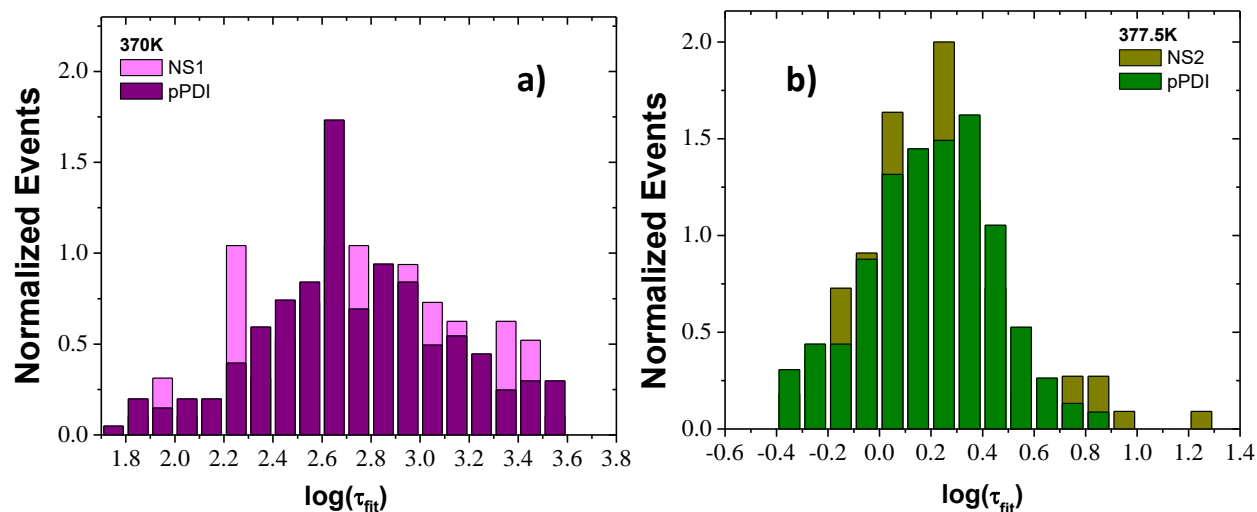 370K
NS1
pPDI
a)
Normalized Events
2.0
1.5
1.0
0.5
0.0
1.8 2.0 2.2 2.4 2.6 2.8 3.0 3.2 3.4 3.6 3.8
log(τfit)
377.5K
NS2
pPDI
b)
Normalized Events
2.0
1.5
1.0
0.5
0.0
-0.6 -0.4 -0.2 0.0 0.2 0.4 0.6 0.8 1.0 1.2 1.4
log(τfit)